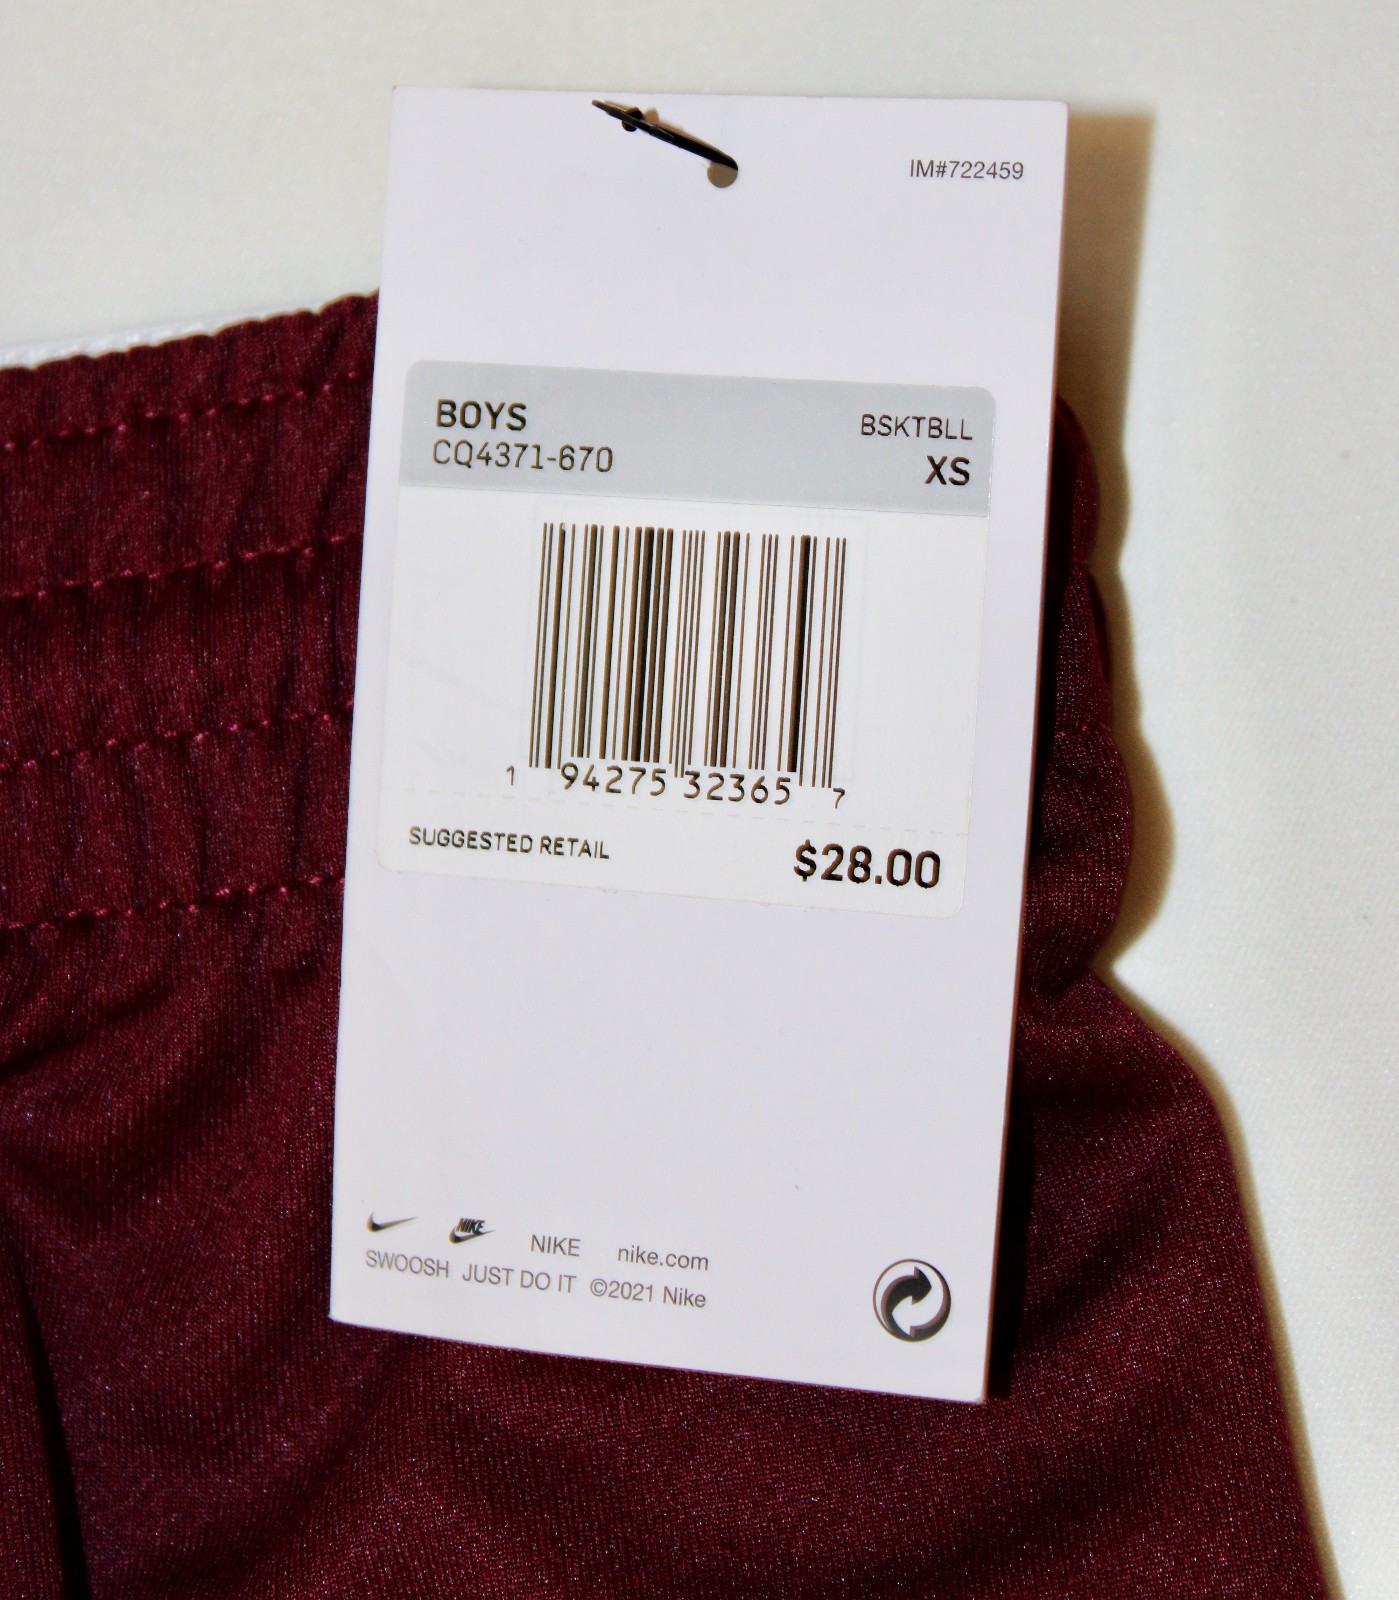 IM#722459
BOYS BSKTBLL
CQ4371-670 XS
1 94275 32365 7
SUGGESTED RETAIL $28.00
NIKE NIKE nike.com
SWOOSH JUST DO IT ©2021 Nike